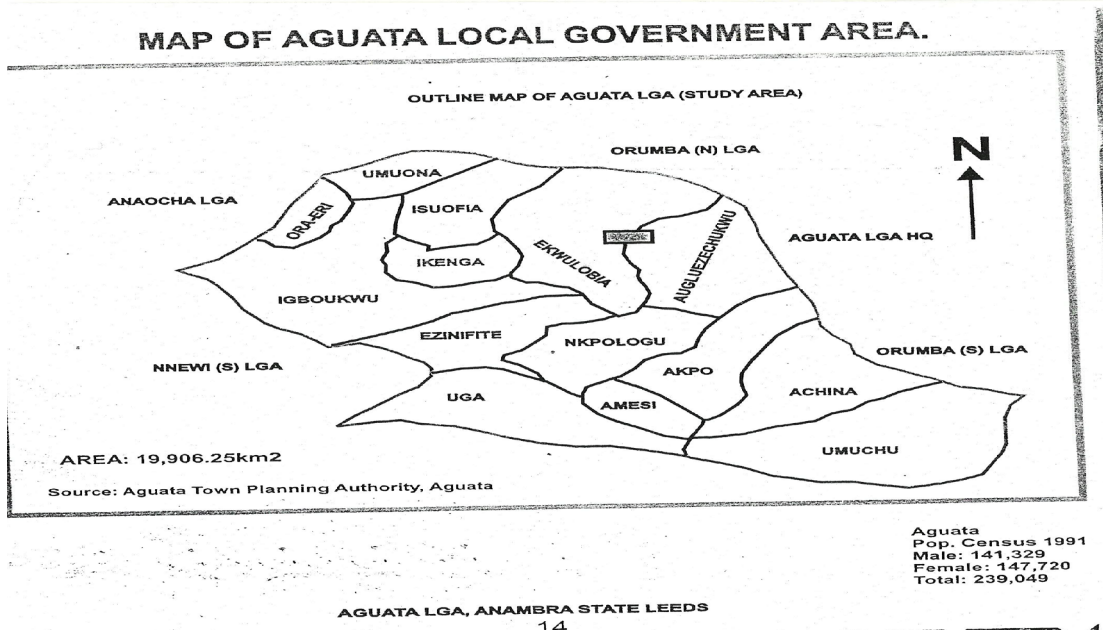 MAP OF AGUATA LOCAL GOVERNMENT AREA.
OUTLINE MAP OF AGUATA LGA (STUDY AREA)
ORUMBA (N) LGA
N
ANAOCHA LGA
UMUONA
ORA-ERI
ISUOFIA
IKENGA
EKWULOBIA
AUGLUEZECHUKWU
AGUATA LGA HQ
IGBOUKWU
EZINIFITE
NKPOLOGU
ORUMBA (S) LGA
NNEWI (S) LGA
AKPO
UGA
AMESI
ACHINA
UMUCHU
AREA: 19,906.25km2
Source: Aguata Town Planning Authority, Aguata
Aguata
Pop. Census 1991
Male: 141,329
Female: 147,720
Total: 239,049
AGUATA LGA, ANAMBRA STATE LEEDS
14